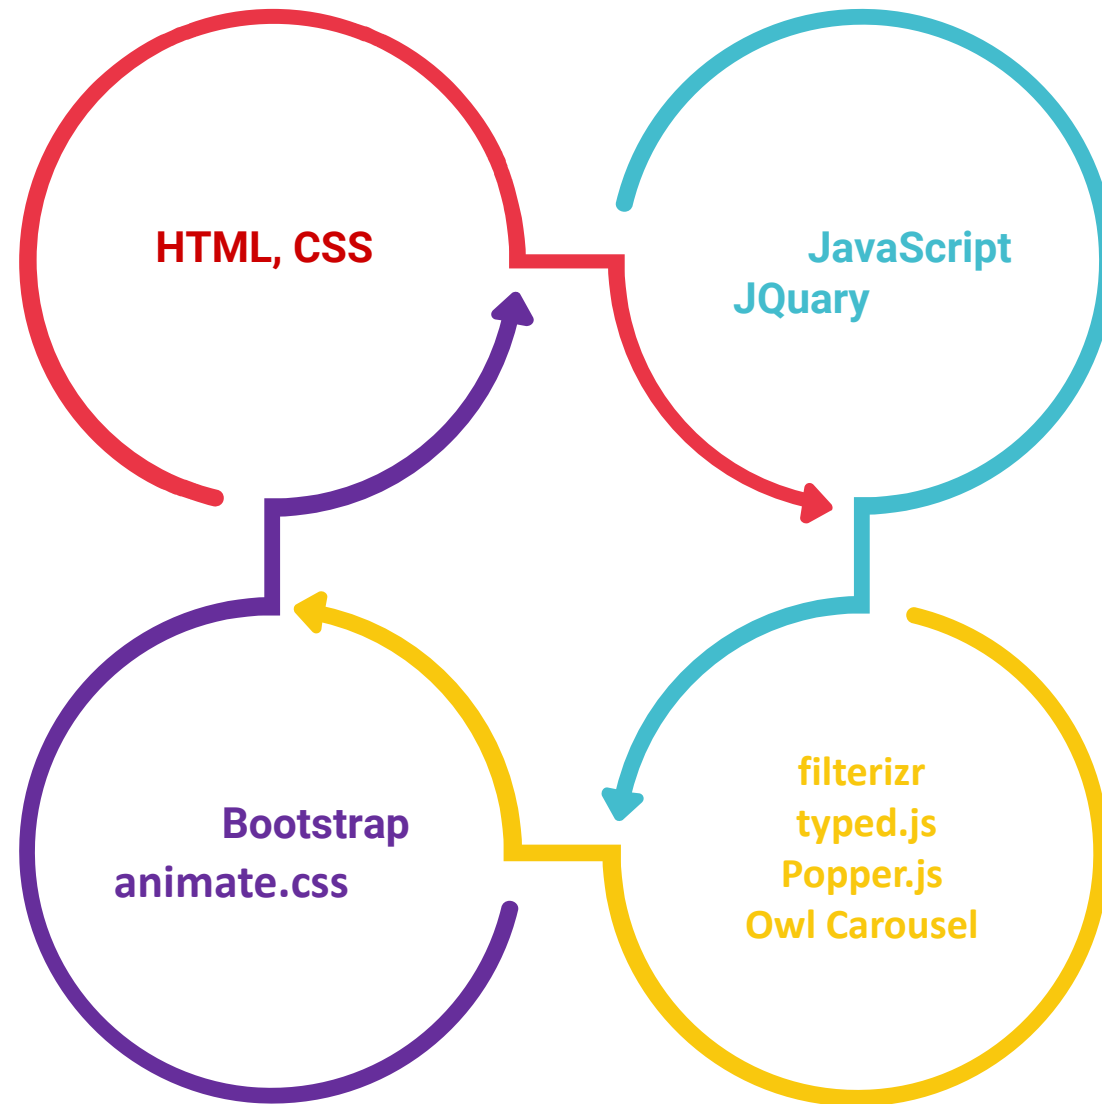 HTML, CSS
JavaScript
JQuary
Bootstrap
animate.css
filterizr
typed.js
Popper.js
Owl Carousel